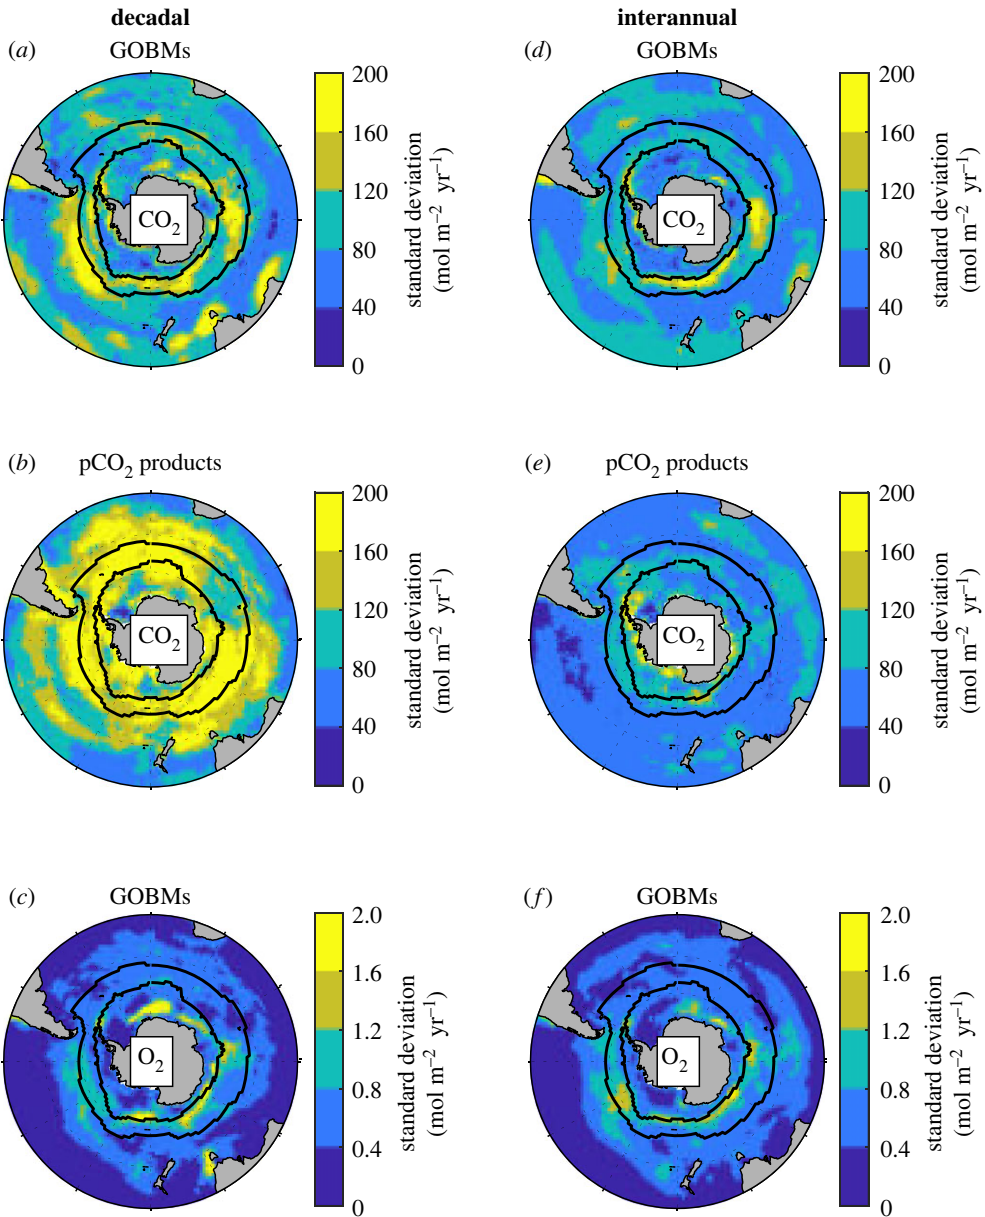 decadal
interannual
(a)
GOBMs
CO2
200
160
120
80
40
0
standard deviation
(mol m−2 yr−1)
(d)
GOBMs
CO2
200
160
120
80
40
0
standard deviation
(mol m−2 yr−1)
(b)
pCO2 products
CO2
200
160
120
80
40
0
standard deviation
(mol m−2 yr−1)
(e)
pCO2 products
CO2
200
160
120
80
40
0
standard deviation
(mol m−2 yr−1)
(c)
GOBMs
O2
2.0
1.6
1.2
0.8
0.4
0
standard deviation
(mol m−2 yr−1)
(f)
GOBMs
O2
2.0
1.6
1.2
0.8
0.4
0
standard deviation
(mol m−2 yr−1)